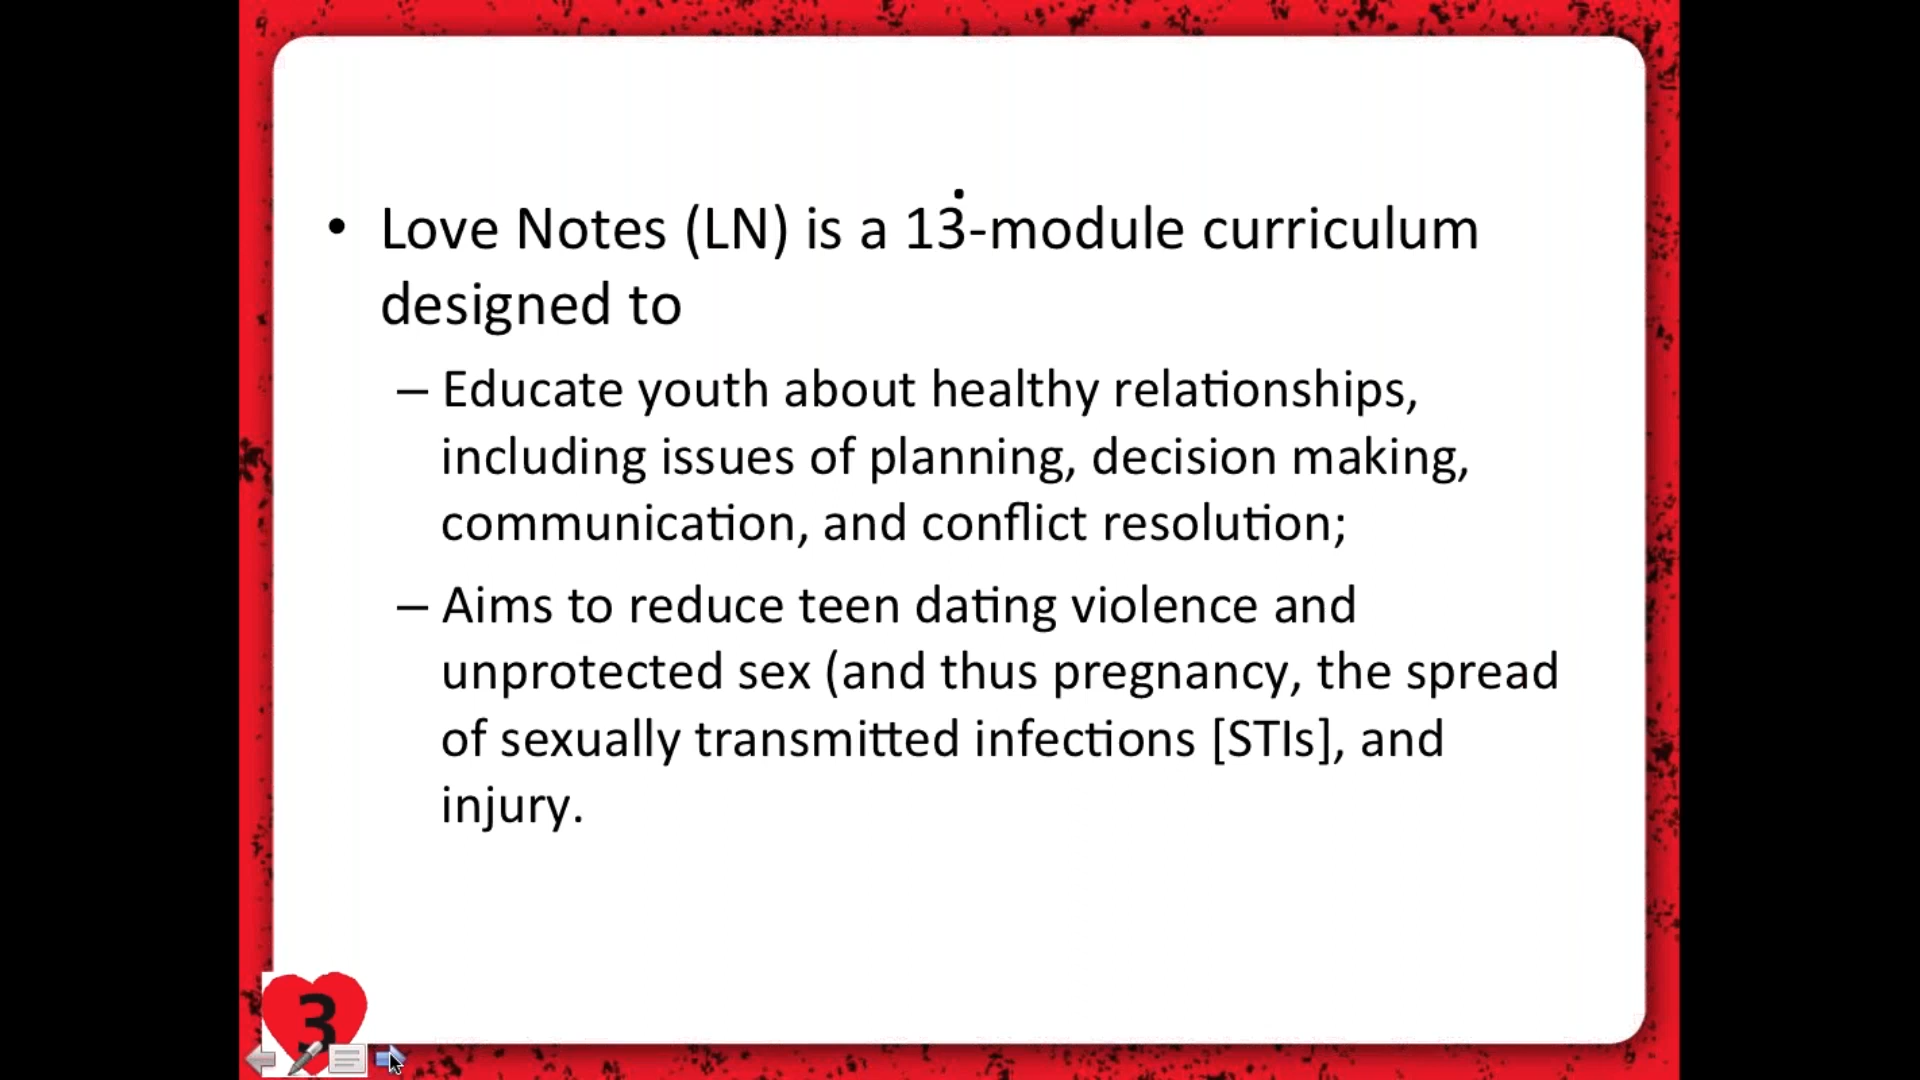 • Love Notes (LN) is a 13-module curriculum
designed to
– Educate youth about healthy relationships,
including issues of planning, decision making,
communication, and conflict resolution;
– Aims to reduce teen dating violence and
unprotected sex (and thus pregnancy, the spread
of sexually transmitted infections [STIs], and
injury.
3